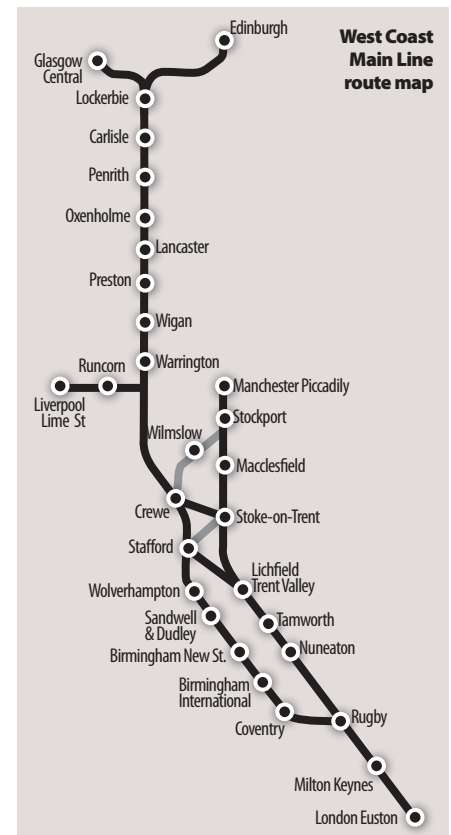 West Coast
Main Line
route map
Edinburgh
Glasgow
Central
Lockerbie
Carlisle
Penrith
Oxenholme
Lancaster
Preston
Wigan
Warrington
Runcorn
Liverpool
Lime St
Manchester Piccadily
Stockport
Wilmslow
Macclesfield
Crewe
Stoke-on-Trent
Stafford
Lichfield
Trent Valley
Wolverhampton
Sandwell
& Dudley
Tamworth
Birmingham New St.
Nuneaton
Birmingham
International
Coventry
Rugby
Milton Keynes
London Euston